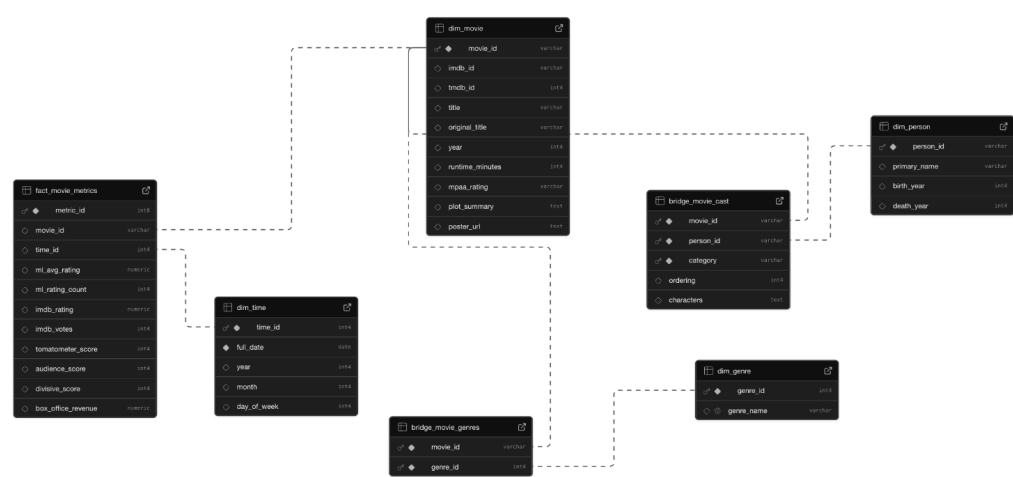 dim_movie
movie_id varchar
imdb_id varchar
tmdb_id int4
title varchar
original_title varchar
year int4
runtime_minutes int4
mpaa_rating varchar
plot_summary text
poster_url text
dim_person
person_id varchar
primary_name varchar
birth_year int4
death_year int4
fact_movie_metrics
metric_id int8
movie_id varchar
time_id int4
ml_avg_rating numeric
ml_rating_count int4
imdb_rating numeric
imdb_votes int4
tomatometer_score int4
audience_score int4
divisive_score int4
box_office_revenue numeric
bridge_movie_cast
movie_id varchar
person_id varchar
category varchar
ordering int4
characters text
dim_time
time_id int4
full_date date
year int4
month int4
day_of_week int4
dim_genre
genre_id int4
genre_name varchar
bridge_movie_genres
movie_id varchar
genre_id int4